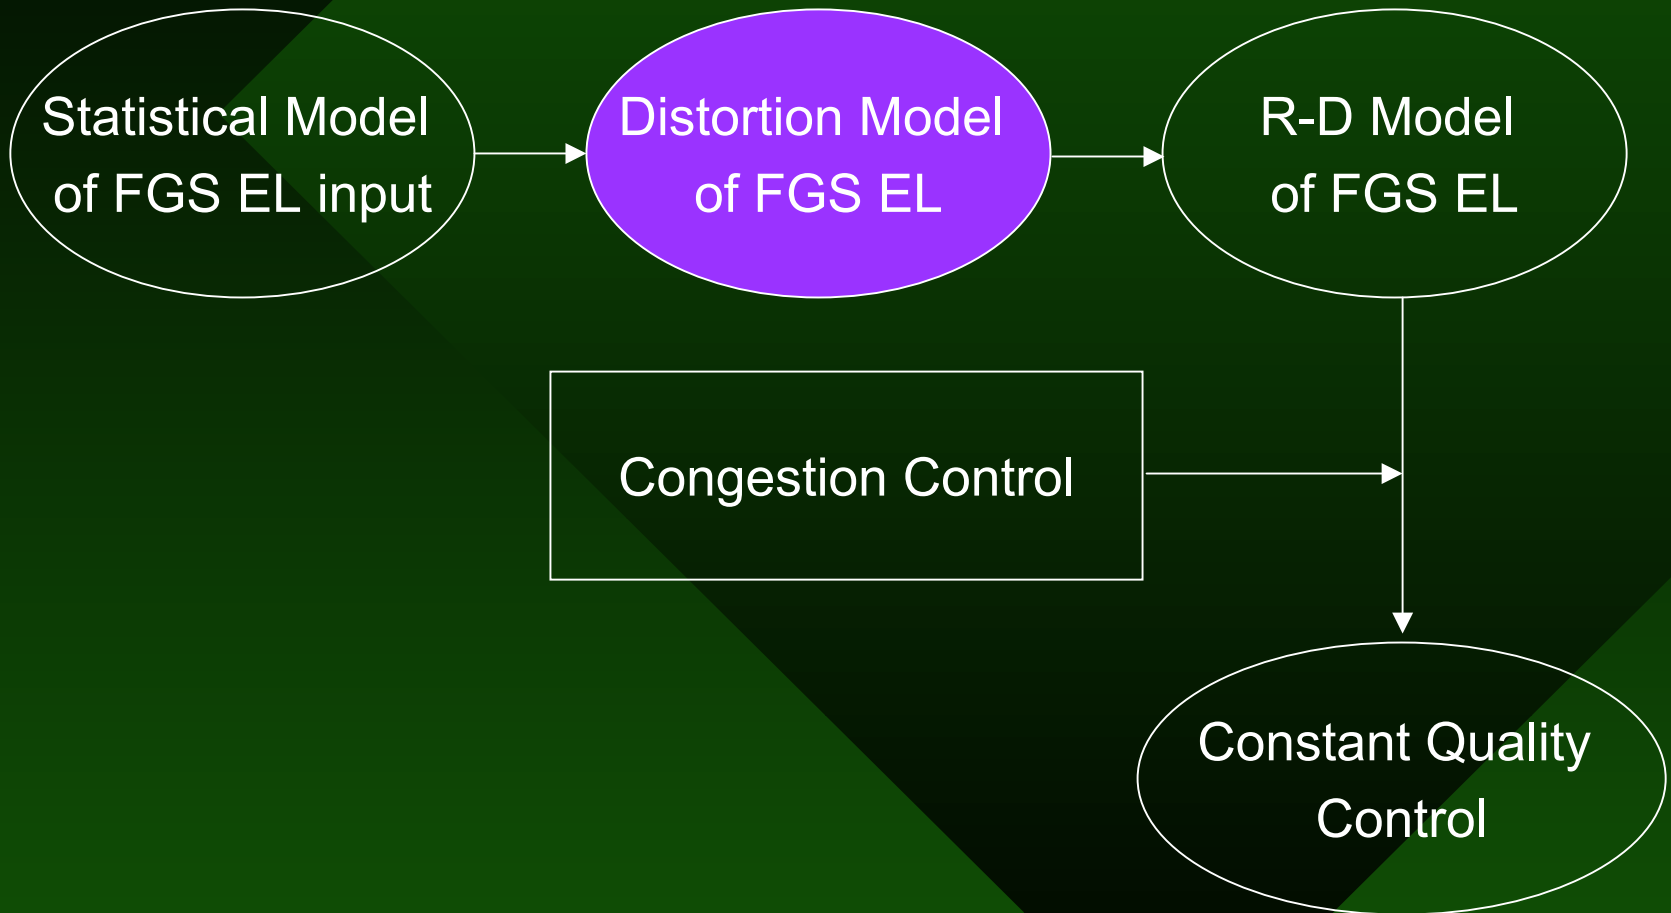 Statistical Model
of FGS EL input
Distortion Model
of FGS EL
R-D Model
of FGS EL
Congestion Control
Constant Quality
Control